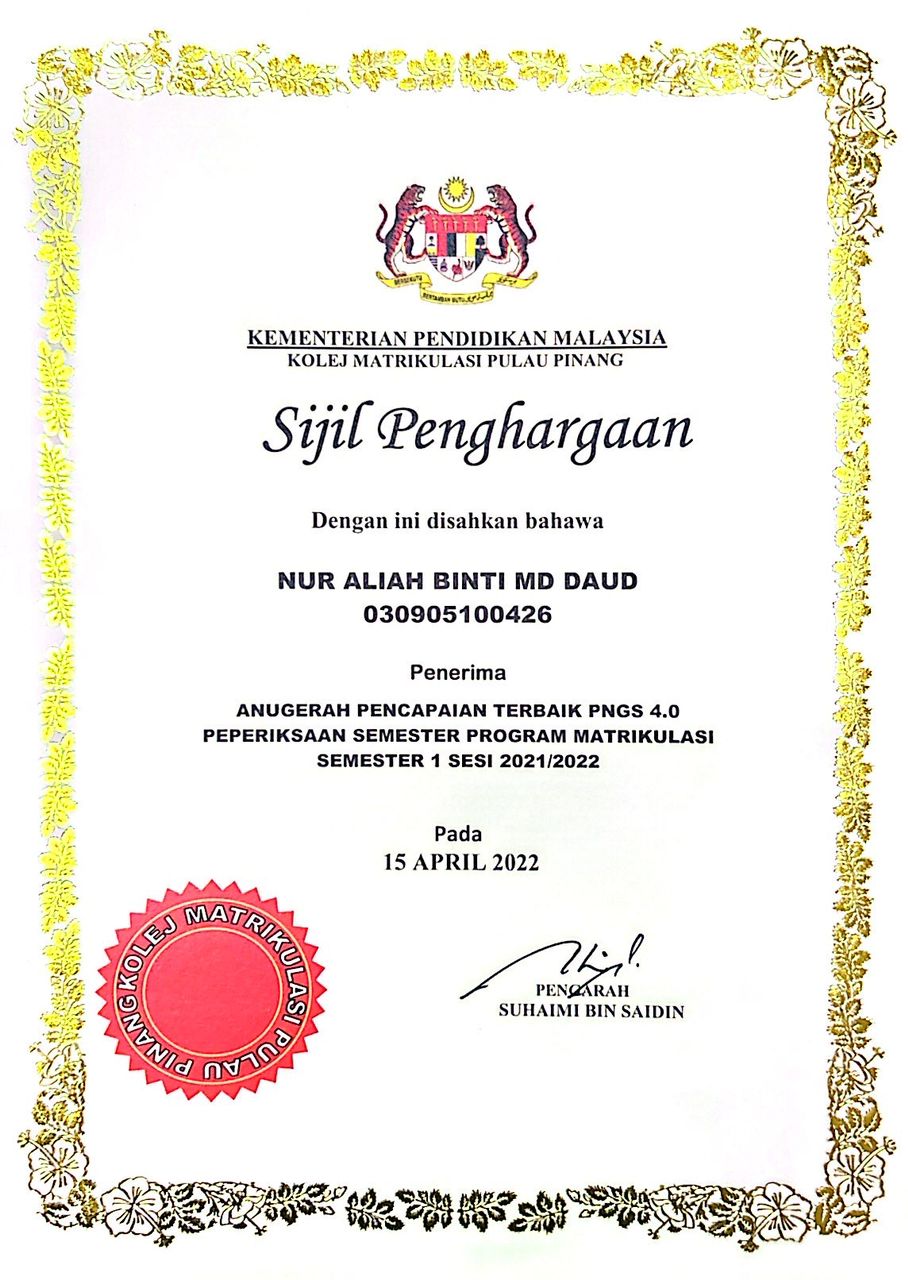 BERSEKUTU
BERTAMBAH MUTU
KEMENTERIAN PENDIDIKAN MALAYSIA
KOLEJ MATRIKULASI PULAU PINANG
Sijil Penghargaan
Dengan ini disahkan bahawa
NUR ALIAH BINTI MD DAUD
030905100426
Penerima
ANUGERAH PENCAPAIAN TERBAIK PNGS 4.0
PEPERIKSAAN SEMESTER PROGRAM MATRIKULASI
SEMESTER 1 SESI 2021/2022
Pada
15 APRIL 2022
KOLEJ MATRIKULASI PULAU PINANG
PENGARAH
SUHAIMI BIN SAIDIN